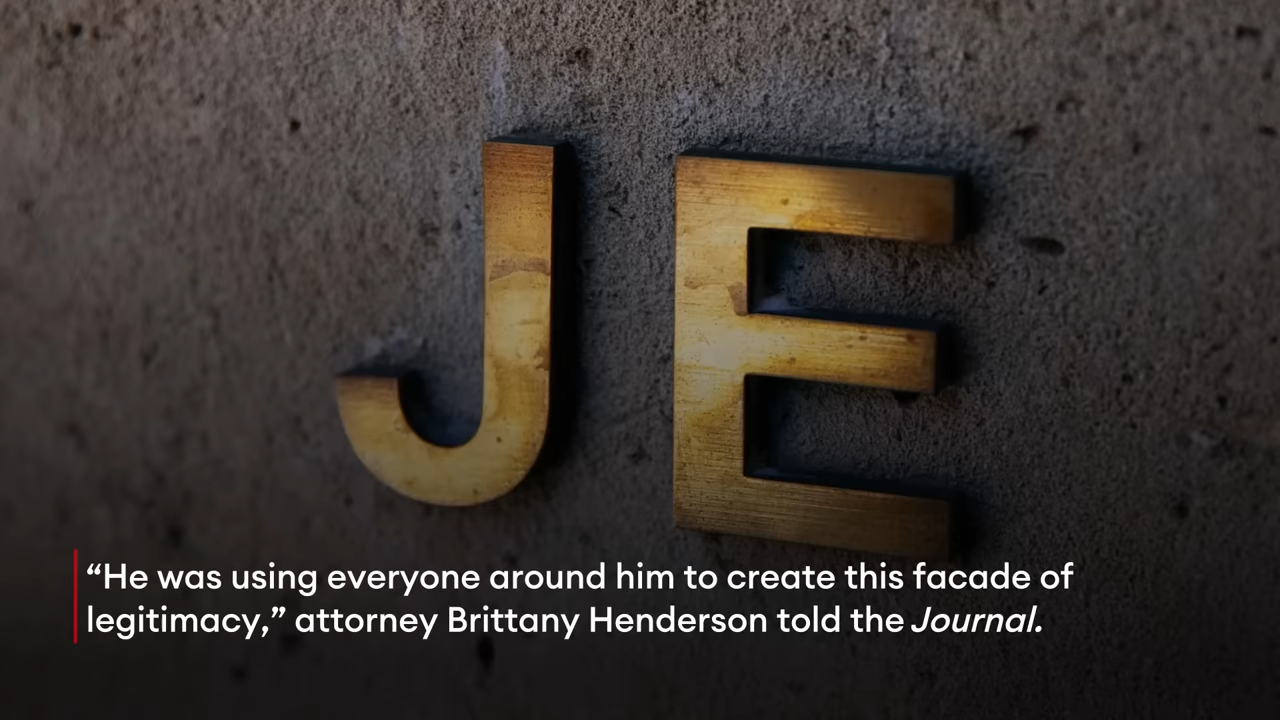 JE
“He was using everyone around him to create this facade of
legitimacy,” attorney Brittany Henderson told the Journal.